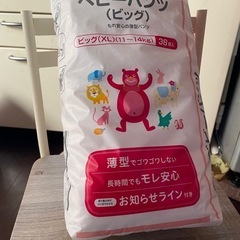 ベビーパンツ
(ビッグ)
もれ安心の薄型パンツ
ビッグ(XL)(11〜14kg) 38枚入
薄型でゴワゴワしない
長時間でもモレ安心
お知らせライン付き